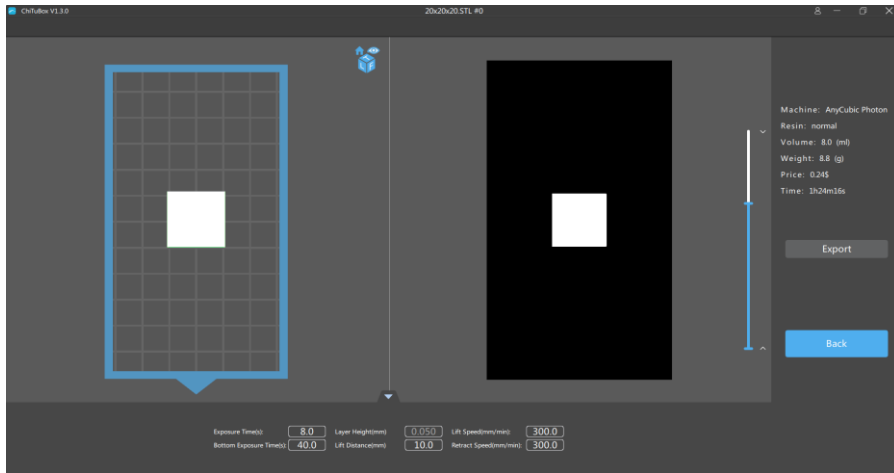 ChiTuBox V1.3.0
20x20x20.STL #0
L F
Machine: AnyCubic Photon
Resin: normal
Volume: 8.0 (ml)
Weight: 8.8 (g)
Price: 0.24$
Time: 1h24m16s
Export
Back
Exposure Time(s): 8.0 Layer Height(mm) 0.050 Lift Speed(mm/min): 300.0
Bottom Exposure Time(s): 40.0 Lift Distance(mm) 10.0 Retract Speed(mm/min): 300.0